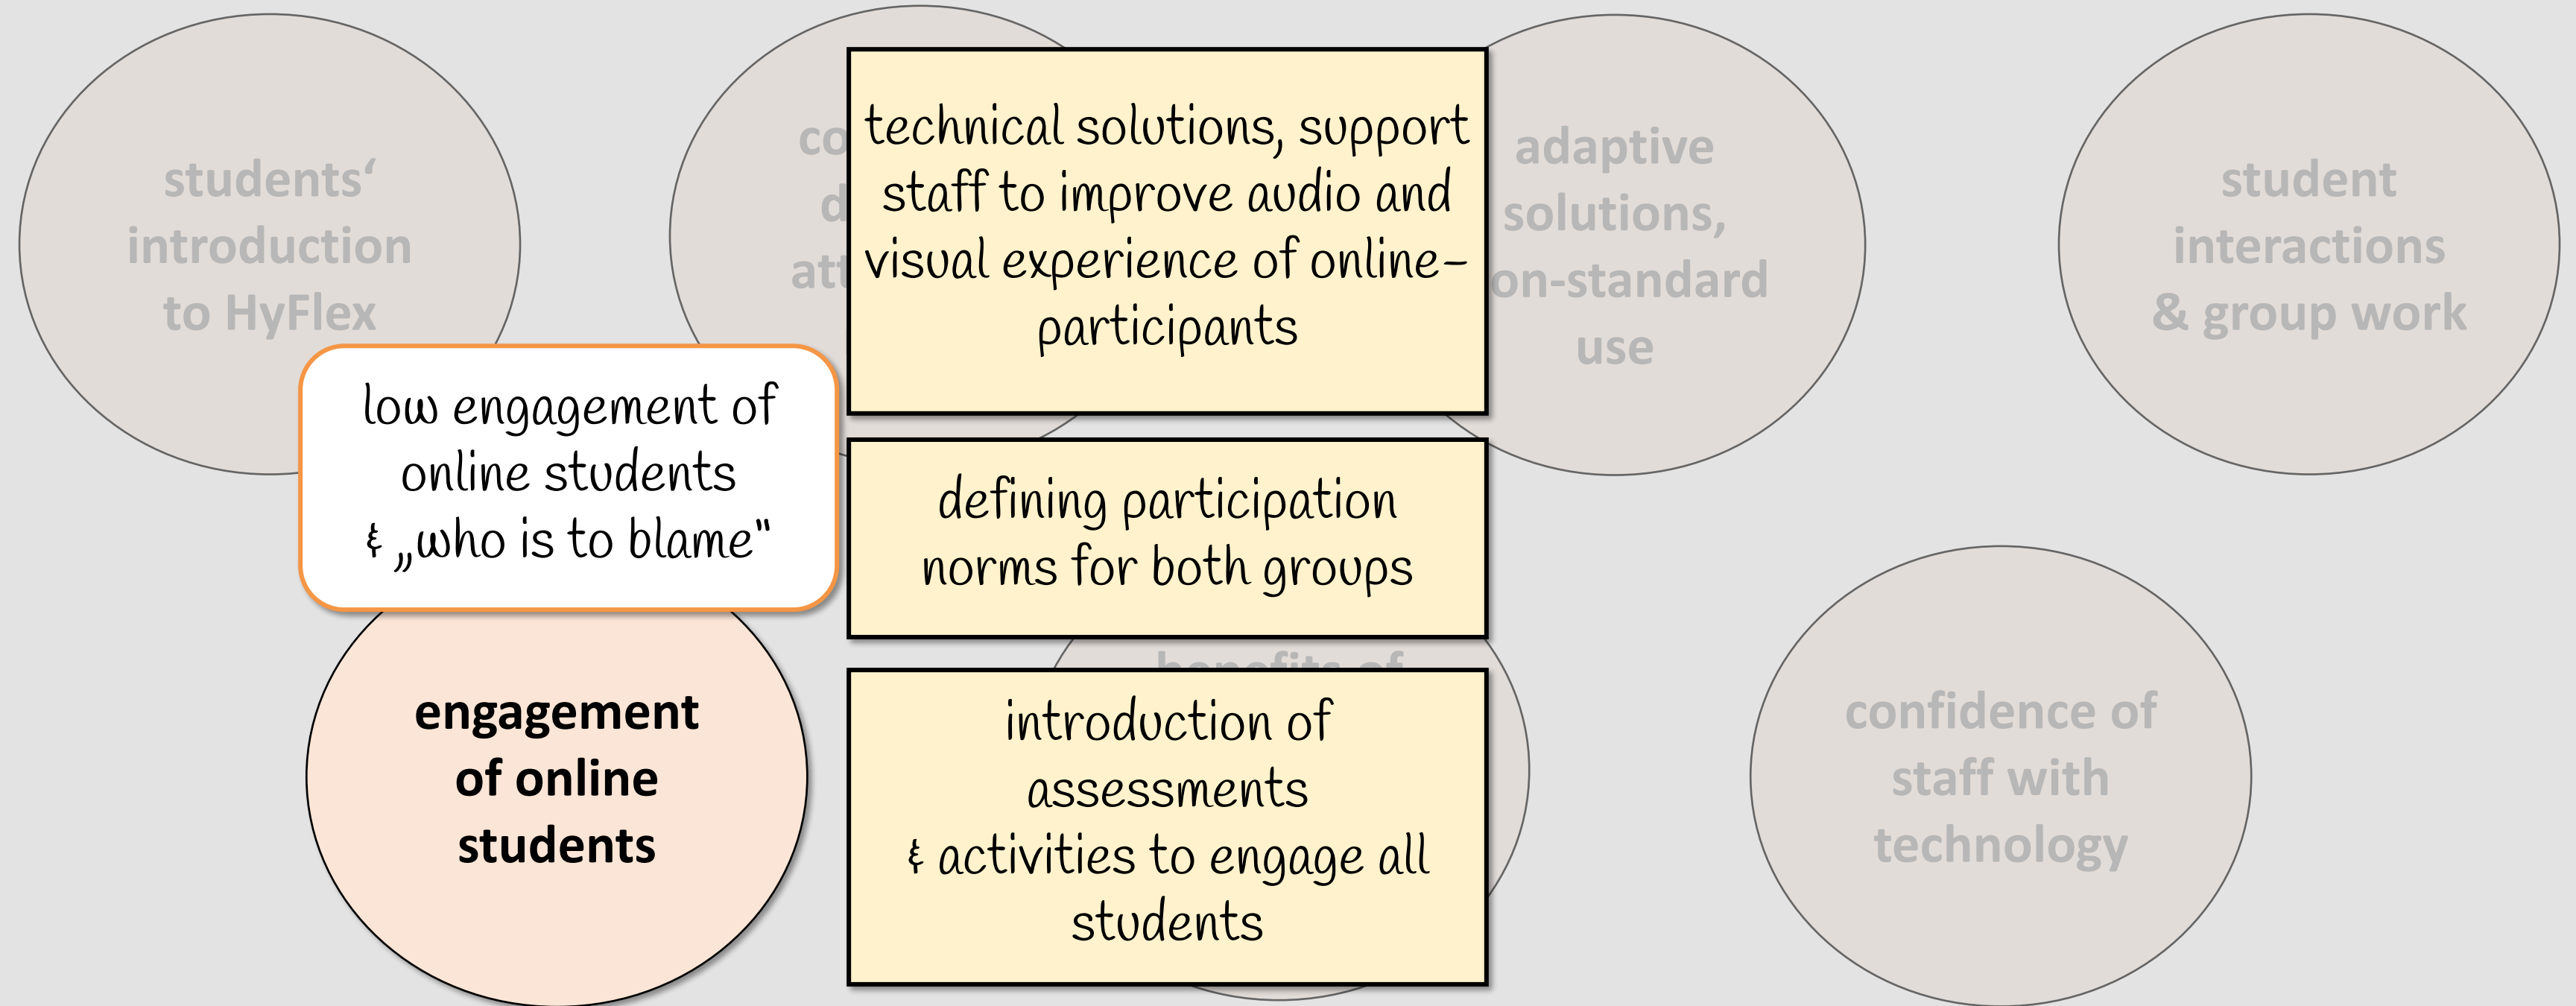 students‘
introduction
to HyFlex
technical solutions, support
staff to improve audio and
visual experience of online-
participants
adaptive
solutions,
on-standard
use
student
interactions
& group work
low engagement of
online students
& „who is to blame"
defining participation
norms for both groups
engagement
of online
students
benefits of
introduction of
assessments
& activities to engage all
students
confidence of
staff with
technology